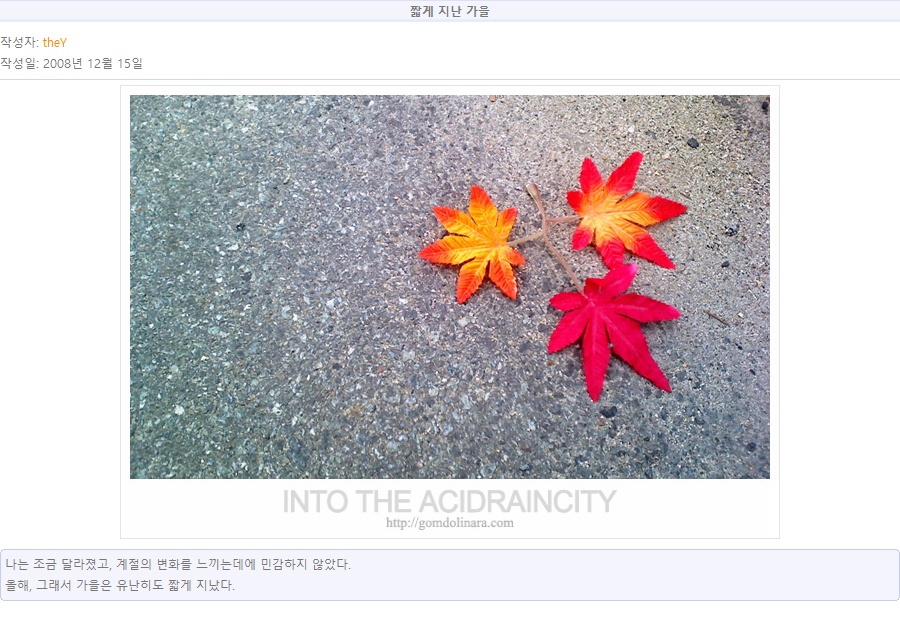 짧게 지난 가을
작성자: theY
작성일: 2008년 12월 15일
INTO THE ACIDRAINCITY
http://gomdolinara.com
나는 조금 달라졌고, 계절의 변화를 느끼는데에 민감하지 않았다.
올해, 그래서 가을은 유난히도 짧게 지났다.